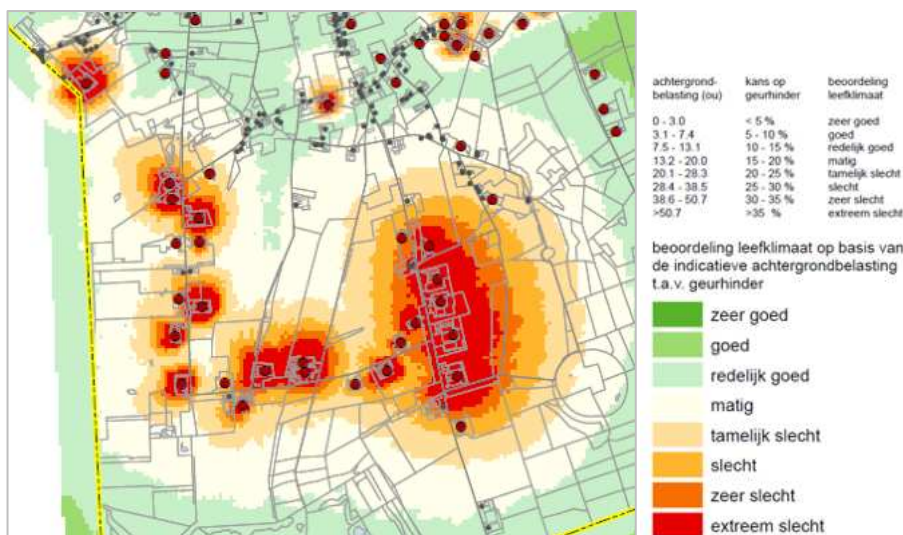 achtergrond- kans op beoordeling
belasting (ou) geurhinder leefklimaat
0 - 3.0 < 5 % zeer goed
3.1 - 7.4 5 - 10 % goed
7.5 - 13.1 10 - 15 % redelijk goed
13.2 - 20.0 15 - 20 % matig
20.1 - 28.3 20 - 25 % tamelijk slecht
28.4 - 38.5 25 - 30 % slecht
38.6 - 50.7 30 - 35 % zeer slecht
>50.7 >35 % extreem slecht
beoordeling leefklimaat op basis van
de indicatieve achtergrondbelasting
t.a.v. geurhinder
zeer goed
goed
redelijk goed
matig
tamelijk slecht
slecht
zeer slecht
extreem slecht